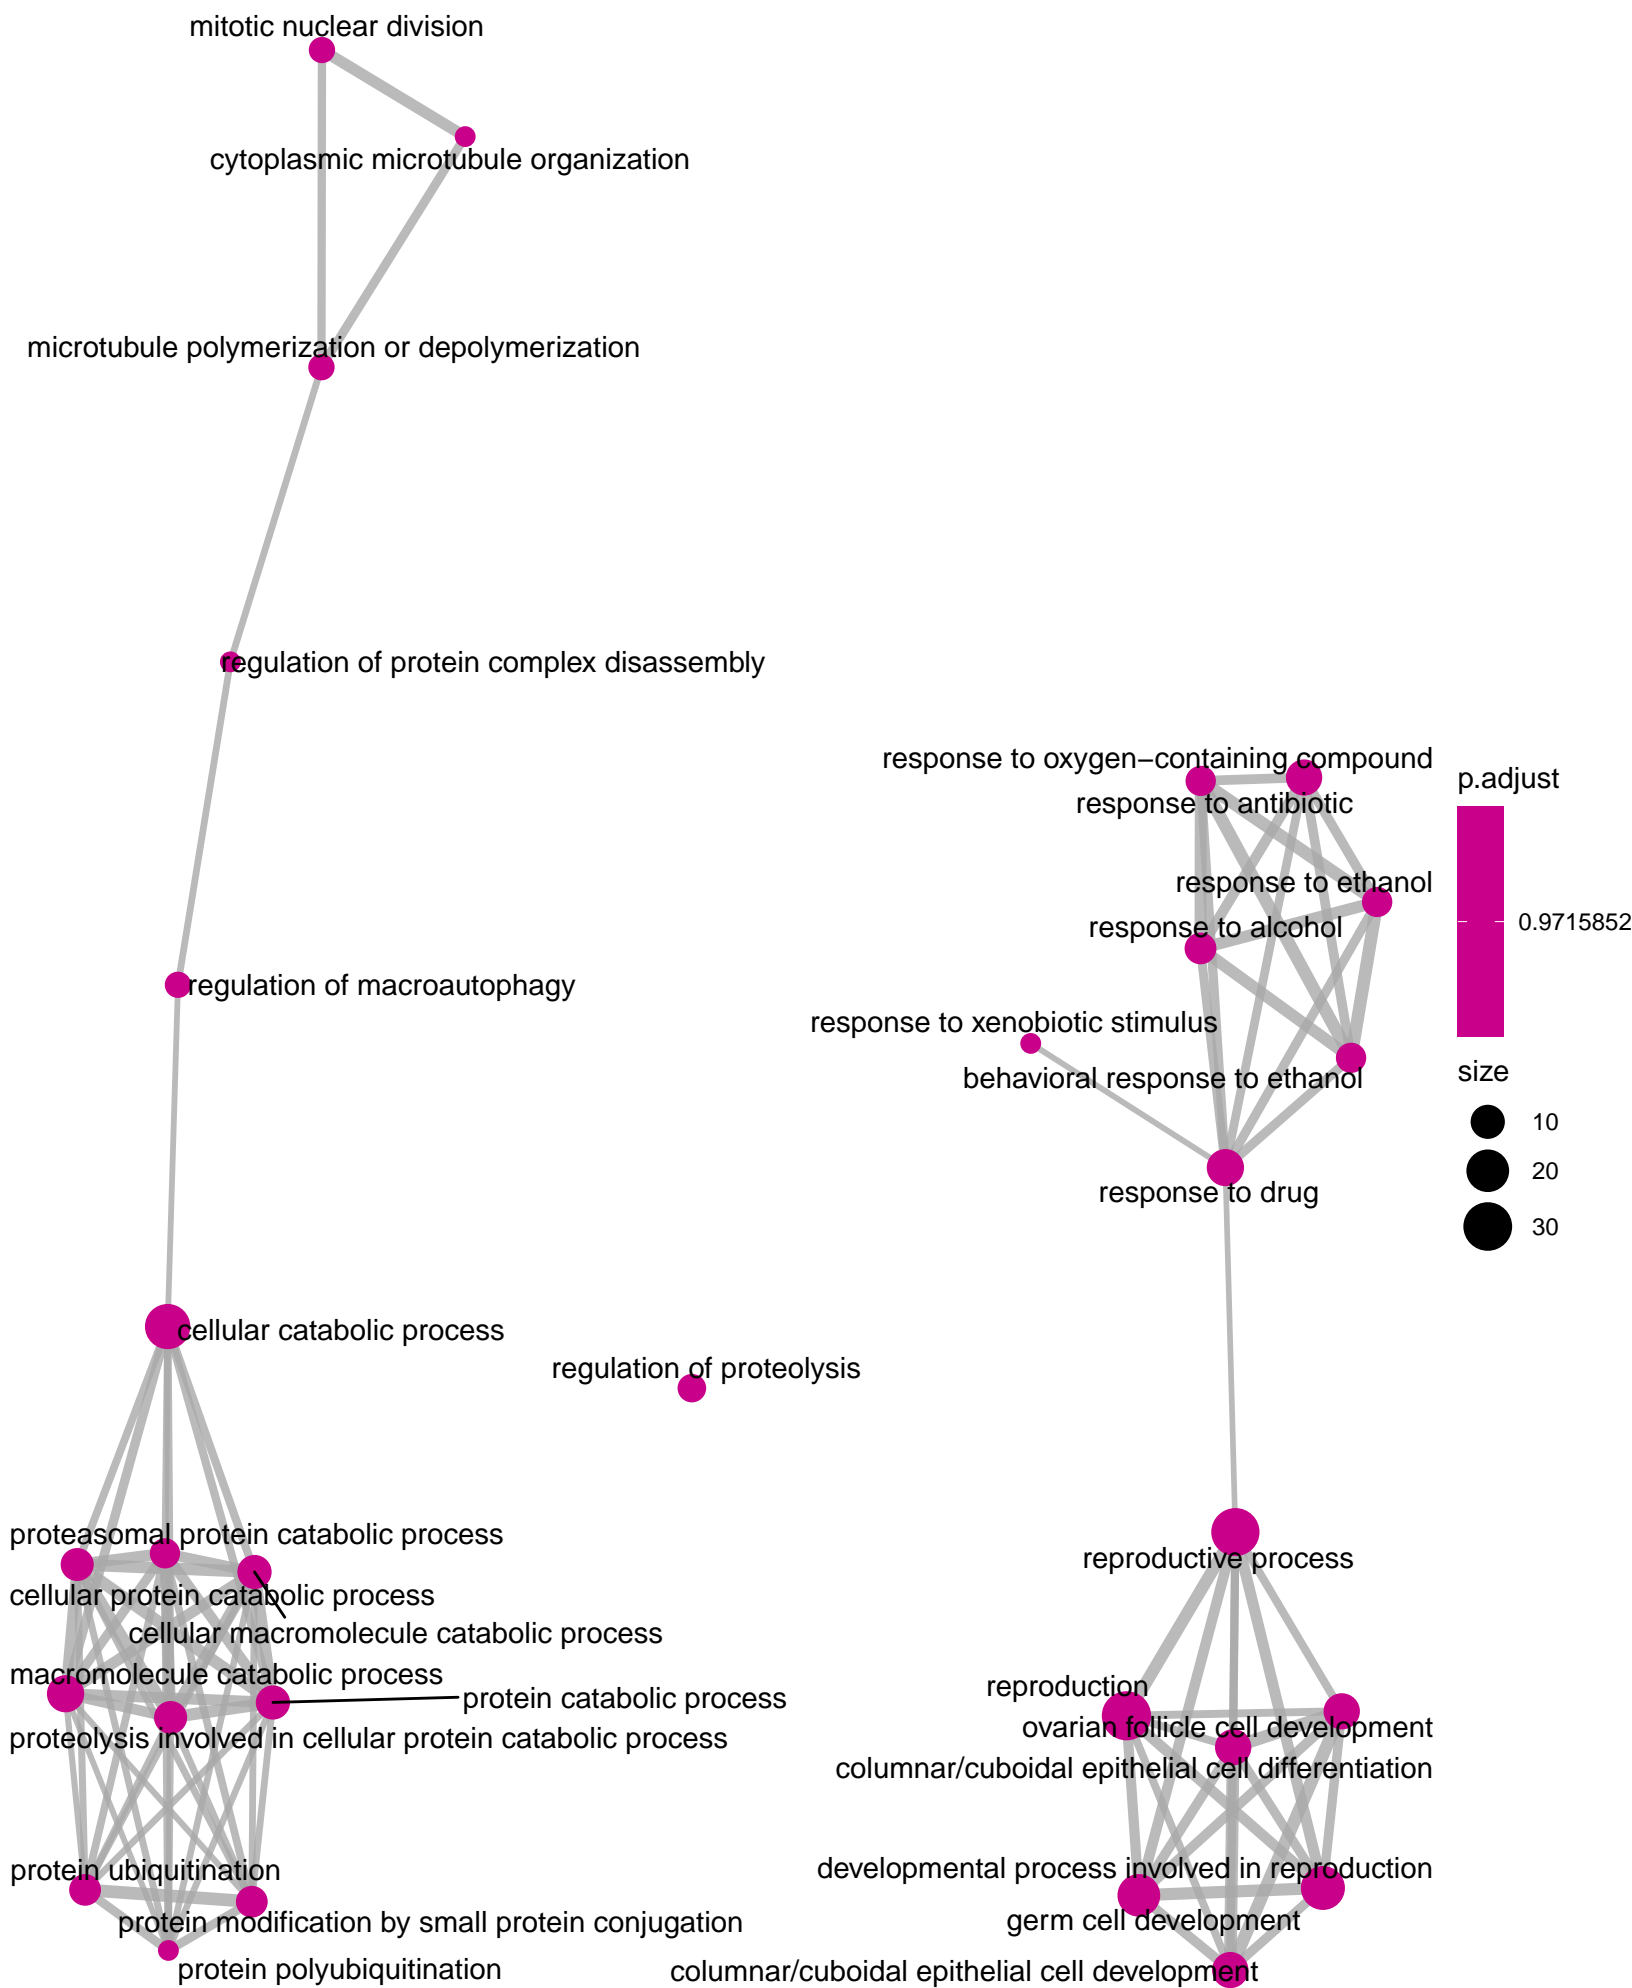 mitotic nuclear division
cytoplasmic microtubule organization
microtubule polymerization or depolymerization
regulation of protein complex disassembly
response to oxygen−containing compound
p.adjust
response to antibiotic
response to ethanol
0.9715852
response to alcohol
regulation of macroautophagy
response to xenobiotic stimulus
behavioral response to ethanol
size
10
20
response to drug
30
cellular catabolic process
regulation of proteolysis
proteasomal protein catabolic process
reproductive process
cellular protein catabolic process
cellular macromolecule catabolic process
macromolecule catabolic process
reproduction
protein catabolic process
ovarian follicle cell development
proteolysis involved in cellular protein catabolic process
columnar/cuboidal epithelial cell differentiation
protein ubiquitination
developmental process involved in reproduction
protein modification by small protein conjugation
germ cell development
protein polyubiquitination
columnar/cuboidal epithelial cell development